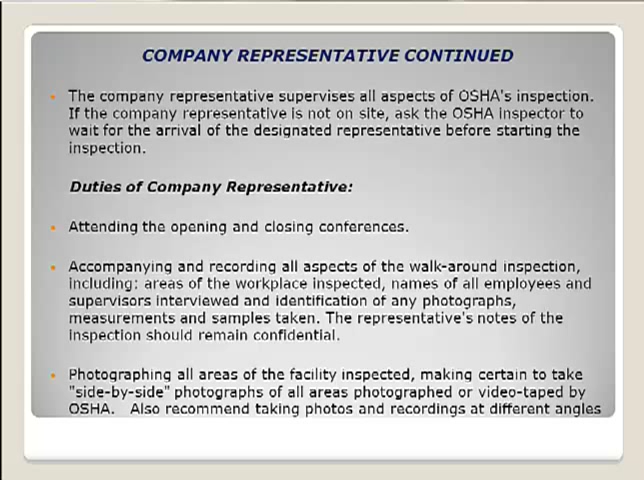 COMPANY REPRESENTATIVE CONTINUED
The company representative supervises all aspects of OSHA's inspection.
If the company representative is not on site, ask the OSHA inspector to
wait for the arrival of the designated representative before starting the
inspection.
Duties of Company Representative:
Attending the opening and closing conferences.
Accompanying and recording all aspects of the walk-around inspection,
including: areas of the workplace inspected, names of all employees and
supervisors interviewed and identification of any photographs,
measurements and samples taken. The representative's notes of the
inspection should remain confidential.
Photographing all areas of the facility inspected, making certain to take
"side-by-side" photographs of all areas photographed or video-taped by
OSHA. Also recommend taking photos and recordings at different angles